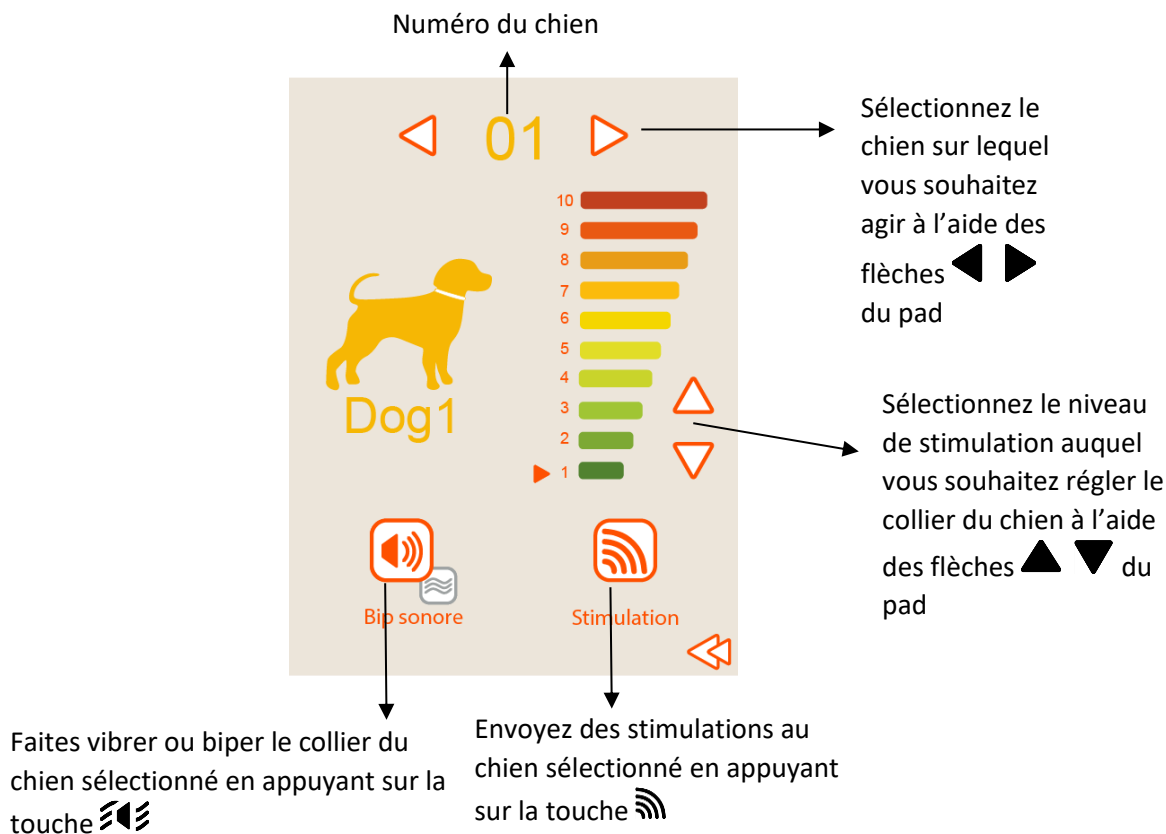 Numéro du chien
01
Sélectionnez le
chien sur lequel
vous souhaitez
agir à l’aide des
flèches ◀ ▶
du pad
10
9
8
7
6
5
4
3
2
1
Dog1
Sélectionnez le niveau
de stimulation auquel
vous souhaitez régler le
collier du chien à l’aide
des flèches ▲ ▼ du
pad
Bip sonore
Stimulation
Faites vibrer ou biper le collier du
chien sélectionné en appuyant sur la
touche
Envoyez des stimulations au
chien sélectionné en appuyant
sur la touche